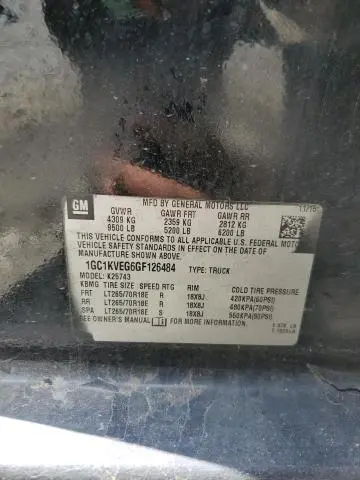 GM
MFD BY GENERAL MOTORS LLC
11/15
GVWR GAWR FRT GAWR RR
4309 KG 2359 KG 2812 KG
9500 LB 5200 LB 6200 LB
THIS VEHICLE CONFORMS TO ALL APPLICABLE U.S. FEDERAL MOTOR
VEHICLE SAFETY STANDARDS IN EFFECT ON THE DATE OF
MANUFACTURE SHOWN ABOVE.
1GC1KVEG6GF126484 TYPE: TRUCK
MODEL: K25743
KBMG TIRE SIZE SPEED RTG RIM COLD TIRE PRESSURE
FRT LT265/70R18E R 18X8J 420KPA(60PSI)
RR LT265/70R18E R 18X8J 490KPA(70PSI)
SPA LT265/70R18E S 18X8J 550KPA(80PSI)
SEE OWNER'S MANUAL FOR MORE INFORMATION.